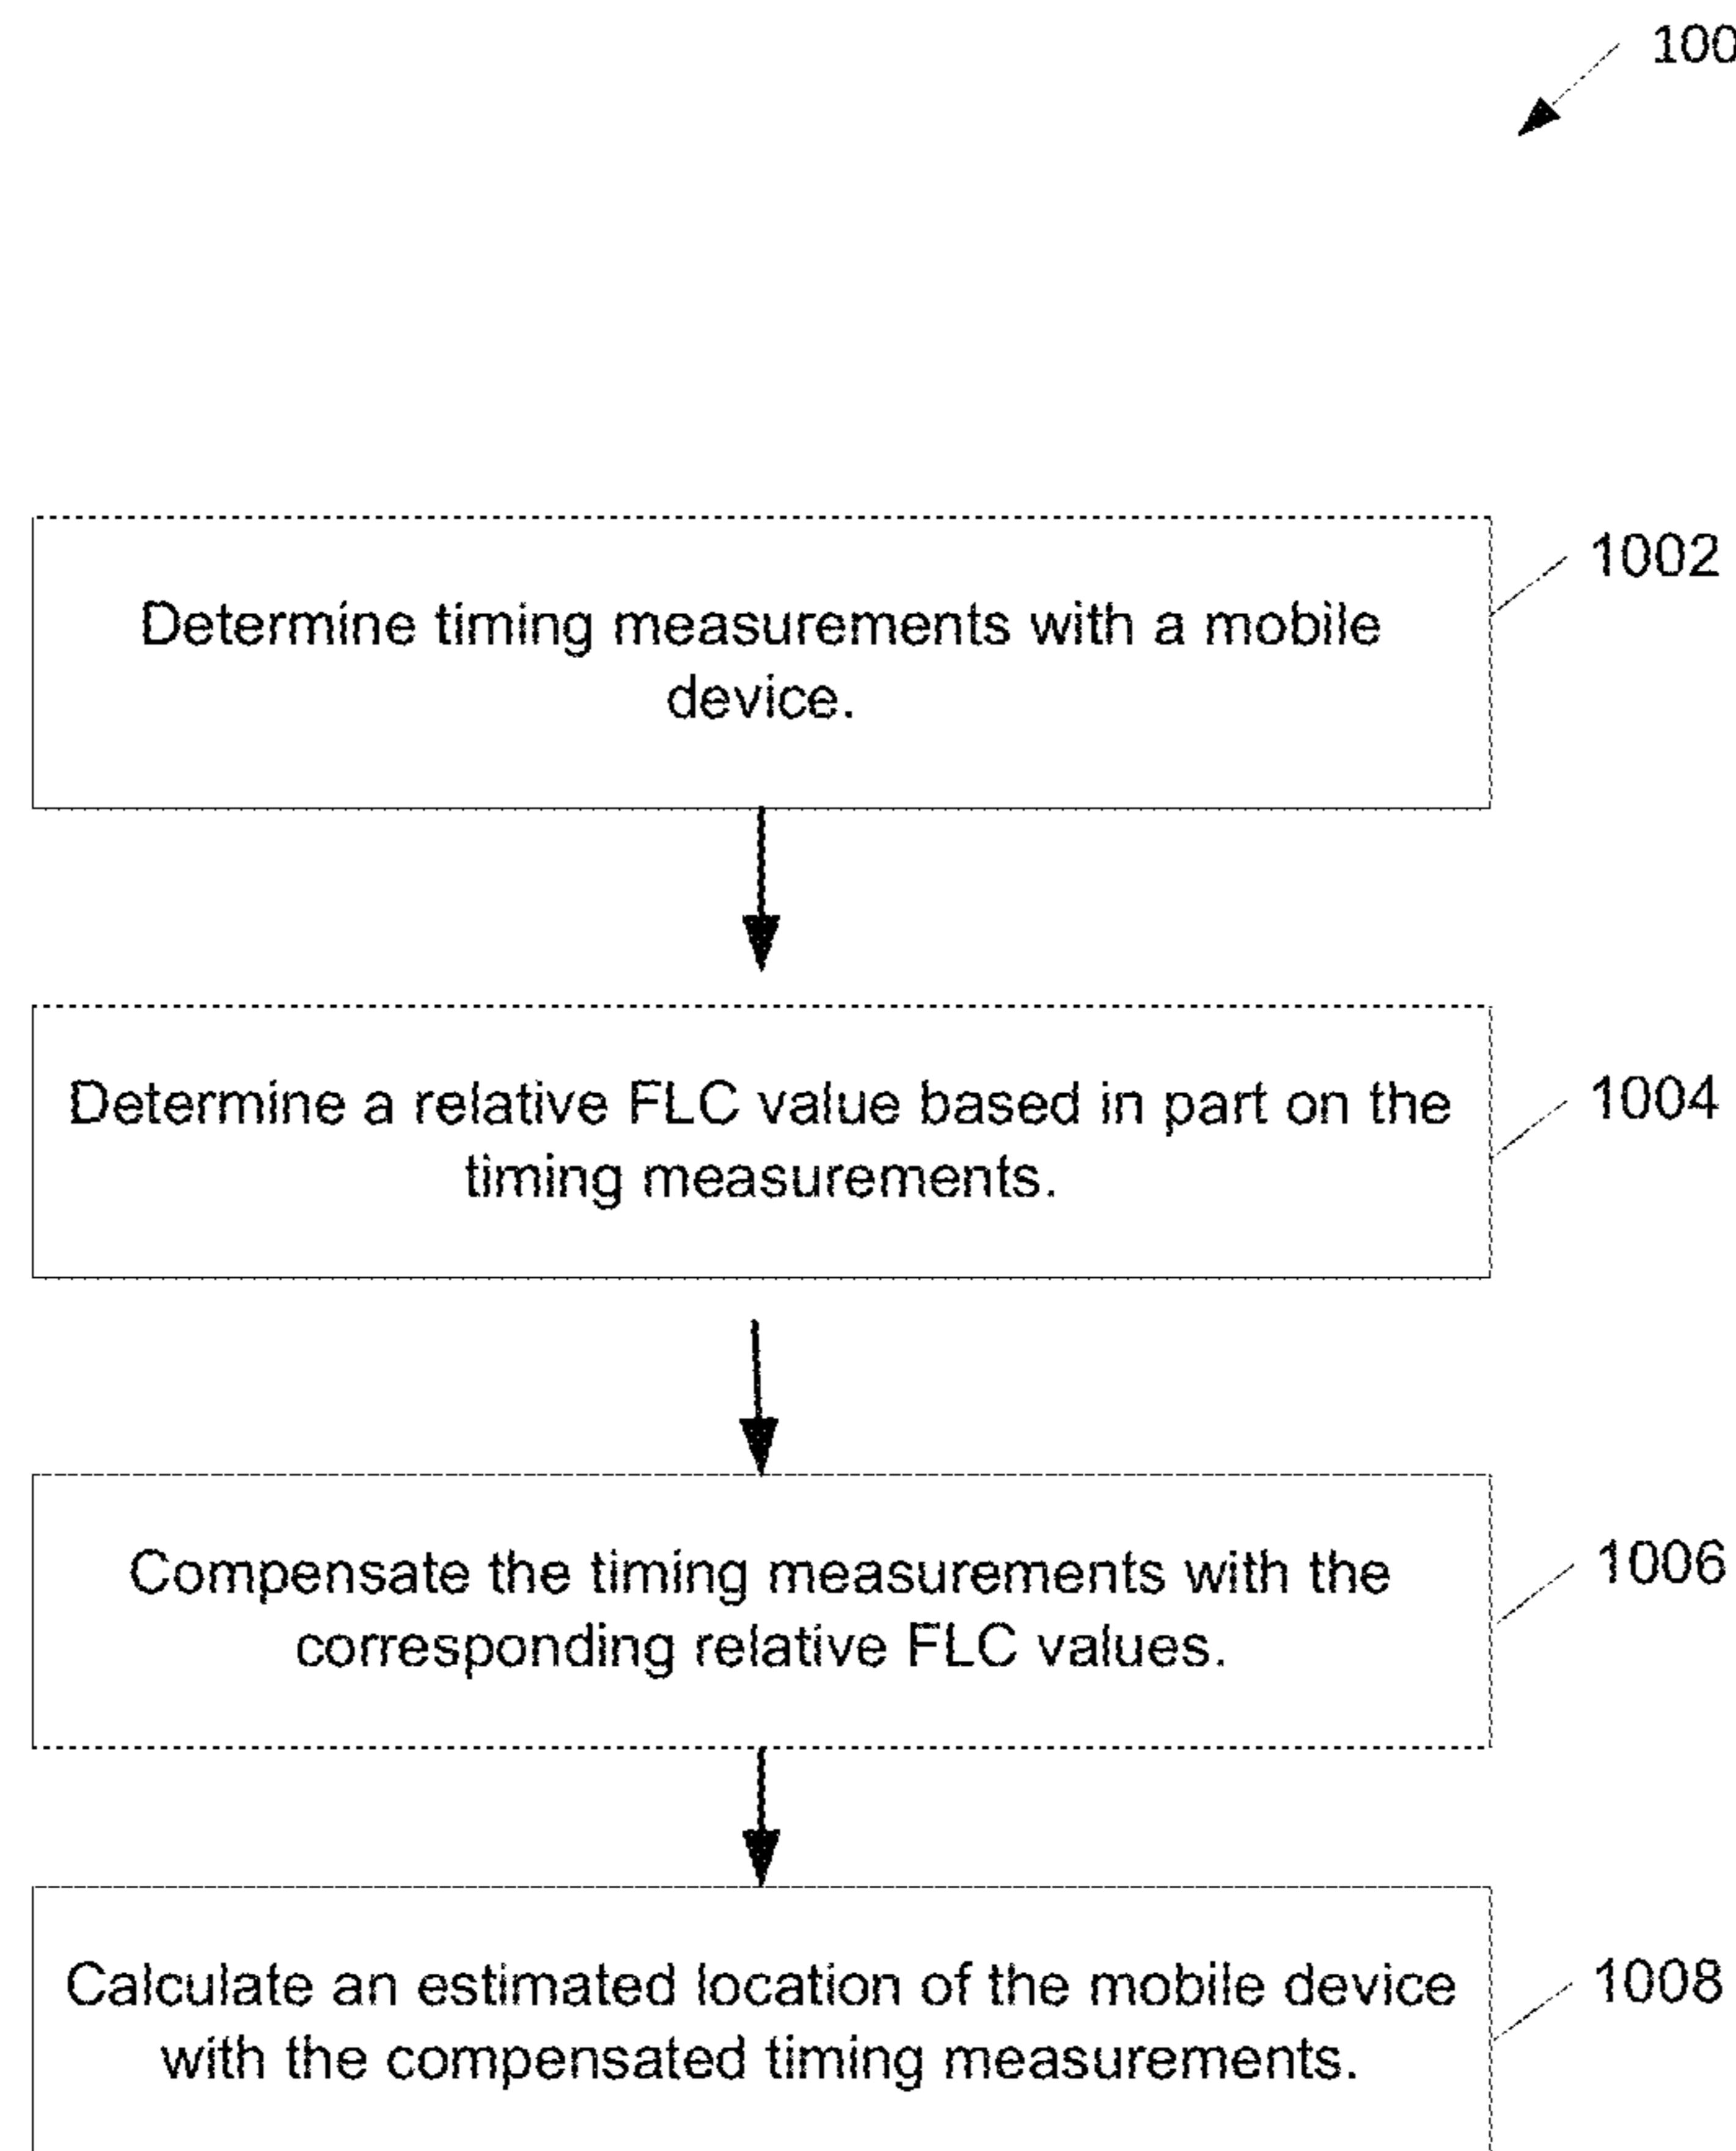 100
Determine timing measurements with a mobile
device.
1002
Determine a relative FLC value based in part on the
timing measurements.
1004
Compensate the timing measurements with the
corresponding relative FLC values.
1006
Calculate an estimated location of the mobile device
with the compensated timing measurements.
1008